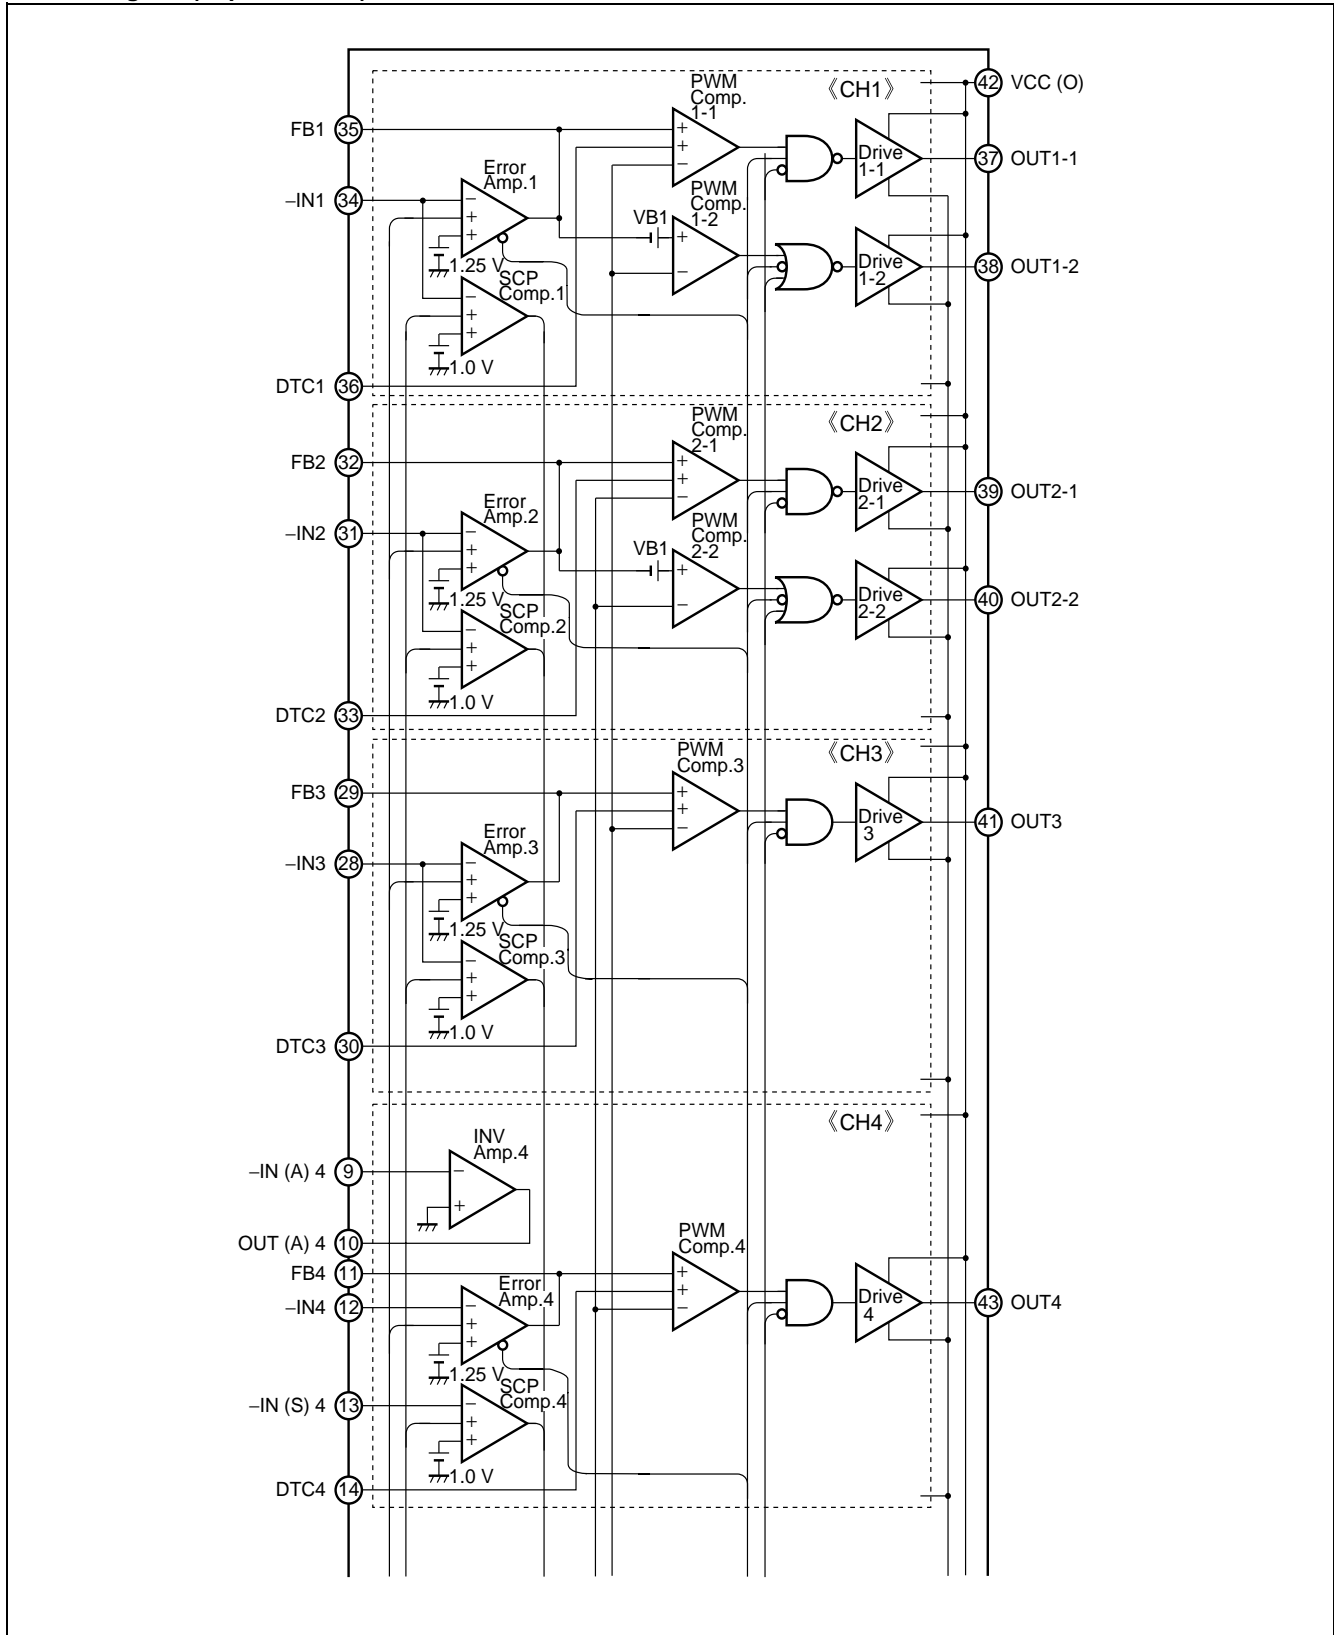 《CH1》
PWM
Comp.
1-1
42 VCC (O)
FB1 35
+
+
−
Drive
1-1
37 OUT1-1
Error
Amp.1
−IN1 34
−
+
+
1.25 V
VB1
PWM
Comp.
1-2
+
−
Drive
1-2
38 OUT1-2
SCP
Comp.1
−
+
+
1.0 V
DTC1 36
《CH2》
PWM
Comp.
2-1
FB2 32
+
+
−
Drive
2-1
39 OUT2-1
Error
Amp.2
−IN2 31
−
+
+
1.25 V
VB1
PWM
Comp.
2-2
+
−
Drive
2-2
40 OUT2-2
SCP
Comp.2
−
+
+
1.0 V
DTC2 33
《CH3》
PWM
Comp.3
FB3 29
+
+
−
Drive
3
41 OUT3
Error
Amp.3
−IN3 28
−
+
+
1.25 V
SCP
Comp.3
−
+
+
1.0 V
DTC3 30
《CH4》
INV
Amp.4
−IN (A) 4 9
−
+
OUT (A) 4 10
PWM
Comp.4
FB4 11
+
+
−
Drive
4
43 OUT4
Error
Amp.4
−IN4 12
−
+
+
1.25 V
SCP
Comp.4
−IN (S) 4 13
−
+
+
1.0 V
DTC4 14